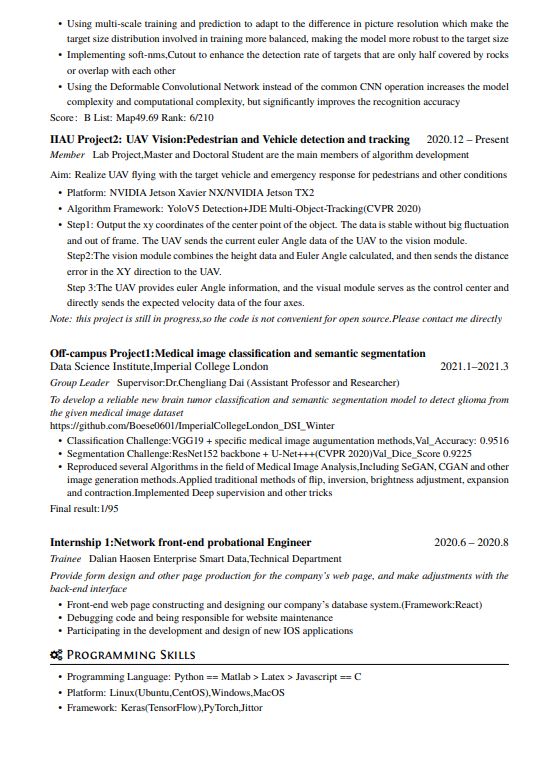 • Using multi-scale training and prediction to adapt to the difference in picture resolution which make the
target size distribution involved in training more balanced, making the model more robust to the target size
• Implementing soft-nms,Cutout to enhance the detection rate of targets that are only half covered by rocks
or overlap with each other
• Using the Deformable Convolutional Network instead of the common CNN operation increases the model
complexity and computational complexity, but significantly improves the recognition accuracy
Score: B List: Map49.69 Rank: 6/210
IIAU Project2: UAV Vision:Pedestrian and Vehicle detection and tracking 2020.12 – Present
Member Lab Project,Master and Doctoral Student are the main members of algorithm development
Aim: Realize UAV flying with the target vehicle and emergency response for pedestrians and other conditions
• Platform: NVIDIA Jetson Xavier NX/NVIDIA Jetson TX2
• Algorithm Framework: YoloV5 Detection+JDE Multi-Object-Tracking(CVPR 2020)
• Step1: Output the xy coordinates of the center point of the object. The data is stable without big fluctuation
and out of frame. The UAV sends the current euler Angle data of the UAV to the vision module.
Step2:The vision module combines the height data and Euler Angle calculated, and then sends the distance
error in the XY direction to the UAV.
Step 3:The UAV provides euler Angle information, and the visual module serves as the control center and
directly sends the expected velocity data of the four axes.
Note: this project is still in progress,so the code is not convenient for open source.Please contact me directly
Off-campus Project1:Medical image classification and semantic segmentation
Data Science Institute,Imperial College London 2021.1–2021.3
Group Leader Supervisor:Dr.Chengliang Dai (Assistant Professor and Researcher)
To develop a reliable new brain tumor classification and semantic segmentation model to detect glioma from
the given medical image dataset
https://github.com/Boese0601/ImperialCollegeLondon_DSI_Winter
• Classification Challenge:VGG19 + specific medical image augumentation methods,Val_Accuracy: 0.9516
• Segmentation Challenge:ResNet152 backbone + U-Net+++(CVPR 2020)Val_Dice_Score 0.9225
• Reproduced several Algorithms in the field of Medical Image Analysis,Including SeGAN, CGAN and other
image generation methods.Applied traditional methods of flip, inversion, brightness adjustment, expansion
and contraction.Implemented Deep supervision and other tricks
Final result:1/95
Internship 1:Network front-end probational Engineer 2020.6 – 2020.8
Trainee Dalian Haosen Enterprise Smart Data,Technical Department
Provide form design and other page production for the company's web page, and make adjustments with the
back-end interface
• Front-end web page constructing and designing our company's database system.(Framework:React)
• Debugging code and being responsible for website maintenance
• Participating in the development and design of new IOS applications
Programming Skills
• Programming Language: Python == Matlab > Latex > Javascript == C
• Platform: Linux(Ubuntu,CentOS),Windows,MacOS
• Framework: Keras(TensorFlow),PyTorch,Jittor